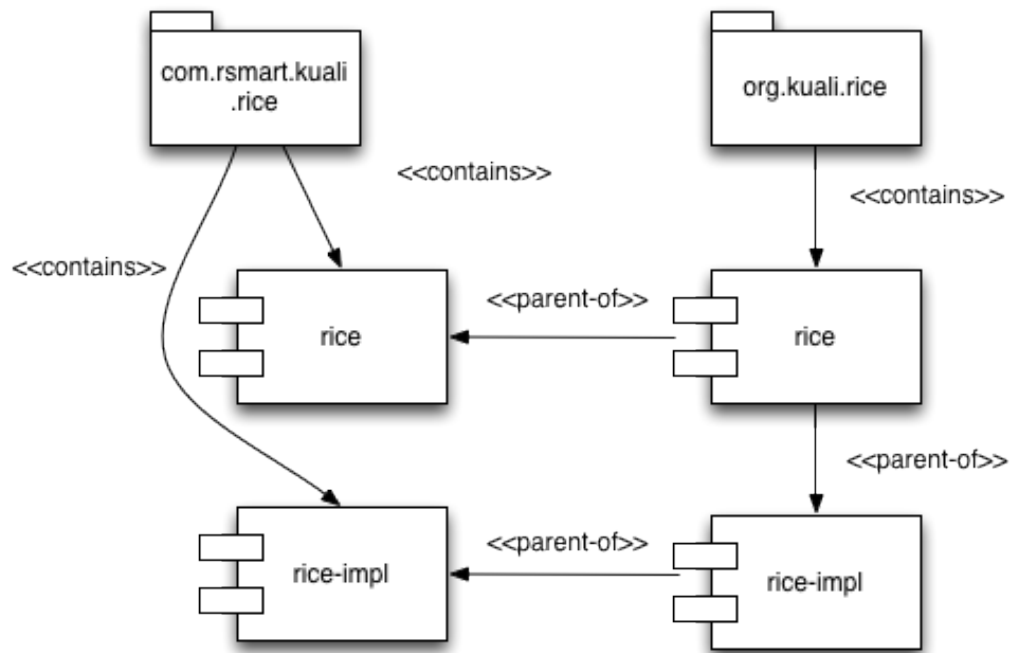 com.rsmart.kuali
.rice
org.kuali.rice
<<contains>>
<<contains>>
<<contains>>
rice
<<parent-of>>
rice
<<parent-of>>
rice-impl
<<parent-of>>
rice-impl